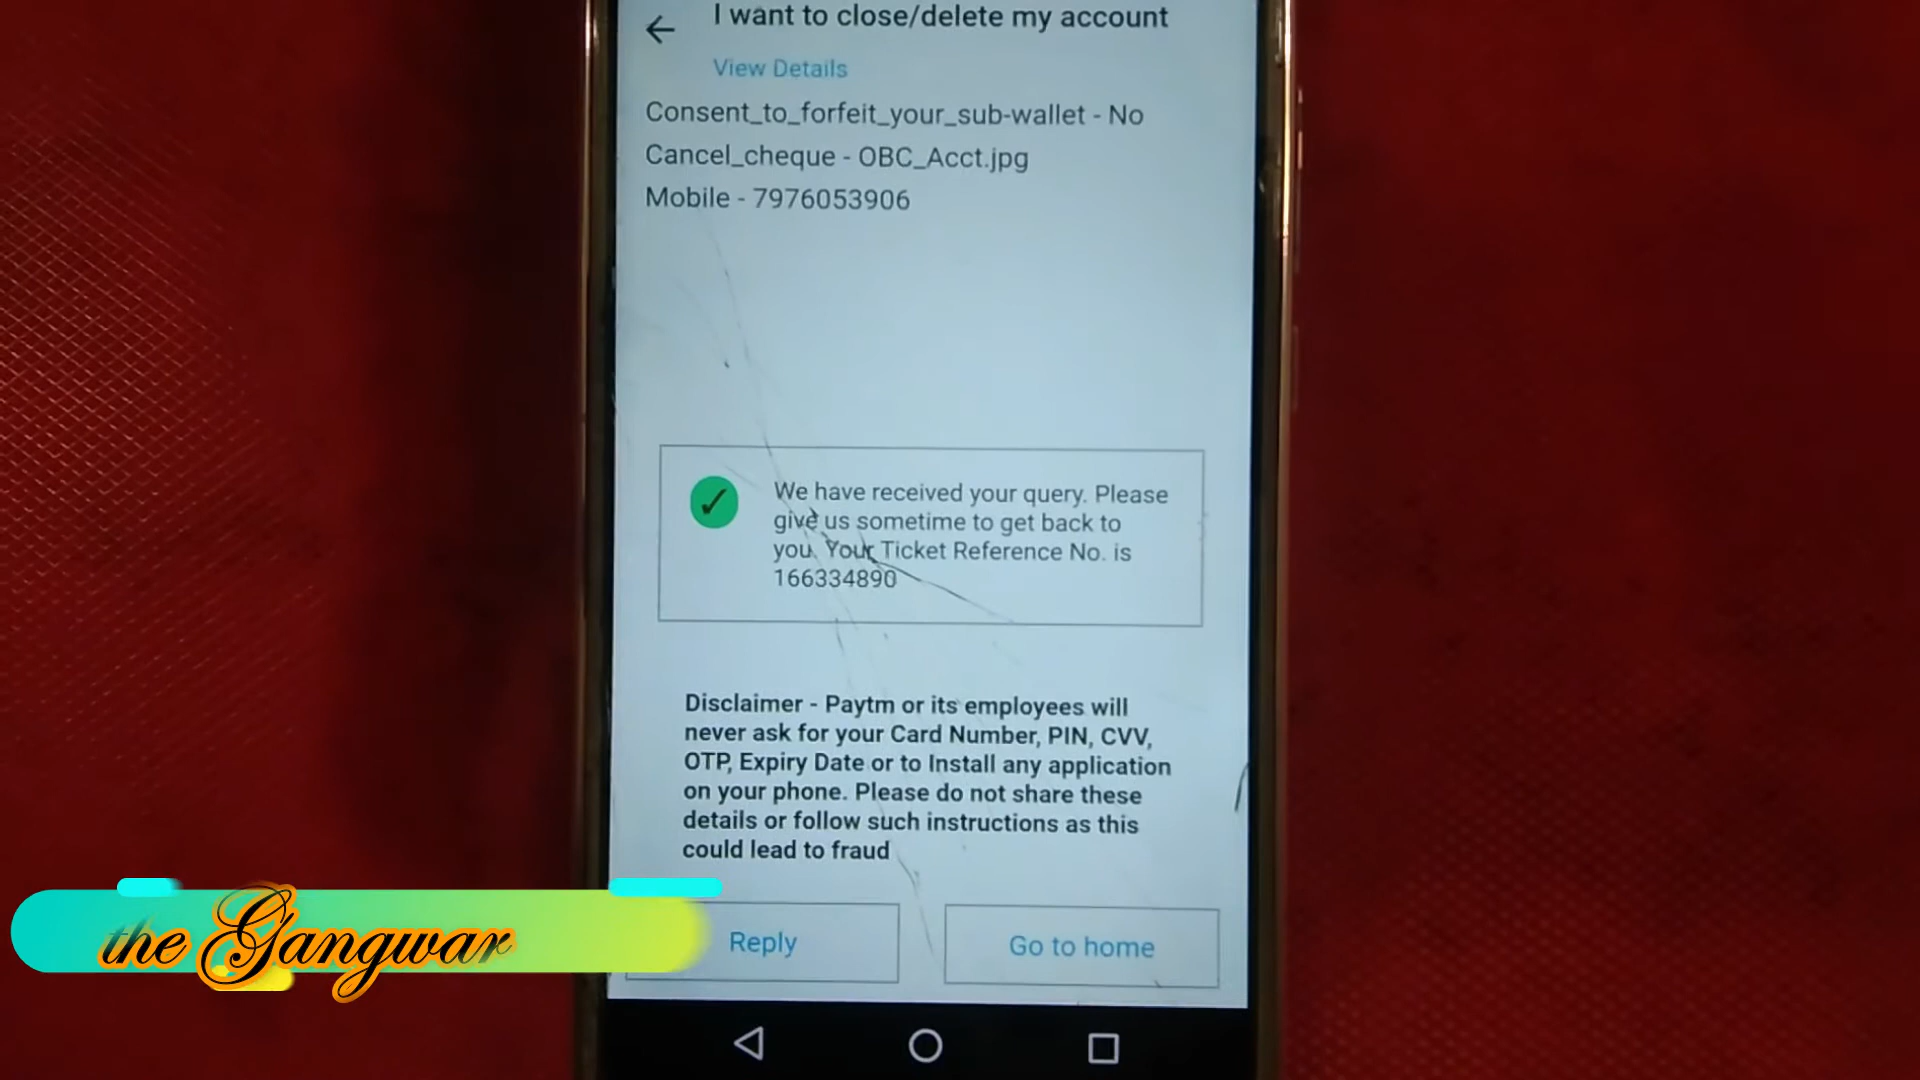 I want to close/delete my account
View Details
Consent_to_forfeit_your_sub-wallet - No
Cancel_cheque - OBC_Acct.jpg
Mobile - 7976053906
We have received your query. Please
give us sometime to get back to
you. Your Ticket Reference No. is
166334890
Disclaimer - Paytm or its employees will
never ask for your Card Number, PIN, CVV,
OTP, Expiry Date or to Install any application
on your phone. Please do not share these
details or follow such instructions as this
could lead to fraud
Reply
Go to home
the Gangwar